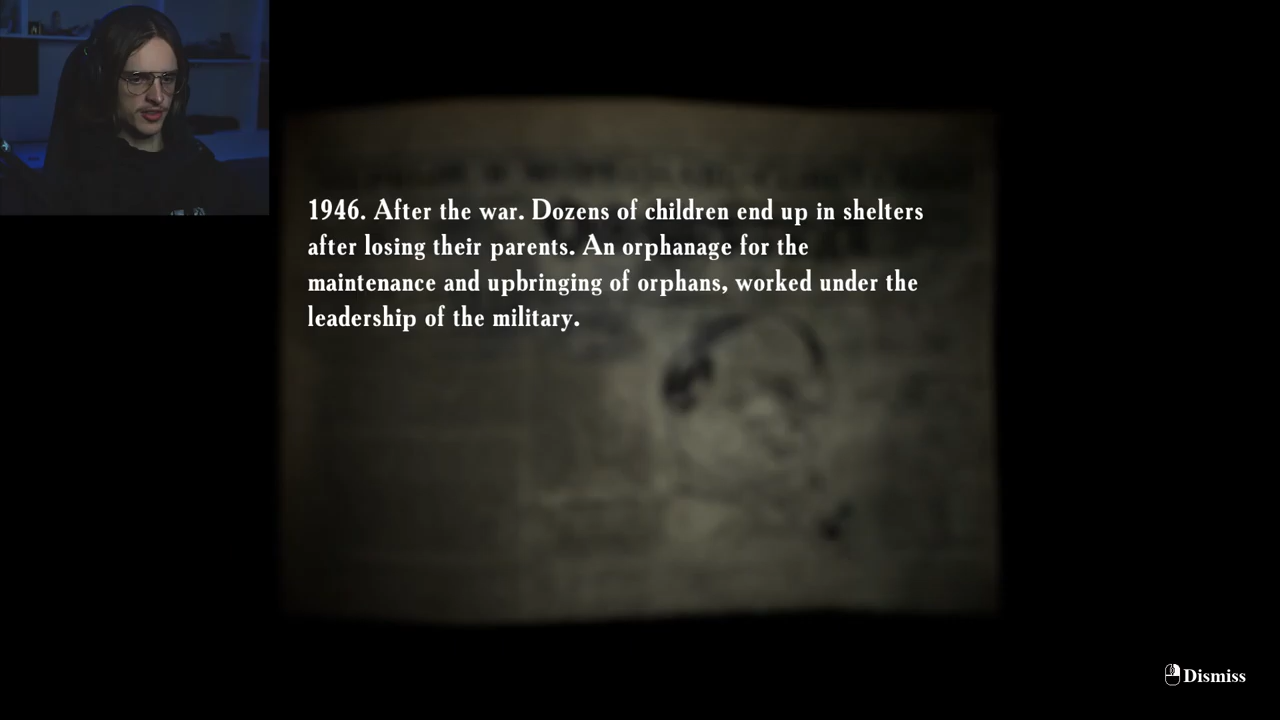 1946. After the war. Dozens of children end up in shelters
after losing their parents. An orphanage for the
maintenance and upbringing of orphans, worked under the
leadership of the military.
Dismiss